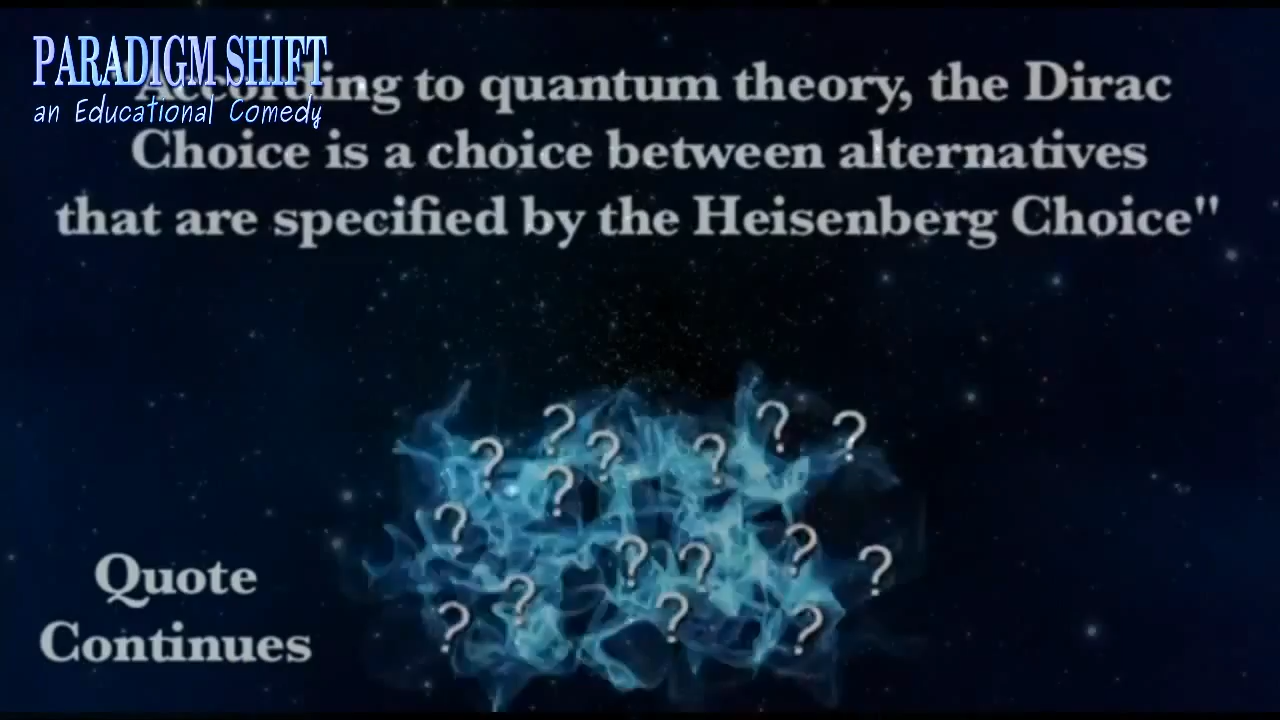 PARADIGM SHIFT
an Educational Comedy
According to quantum theory, the Dirac
Choice is a choice between alternatives
that are specified by the Heisenberg Choice"
? ? ? ? ? ?
? ?
? ? ? ? ?
? ? ? ?
Quote
Continues